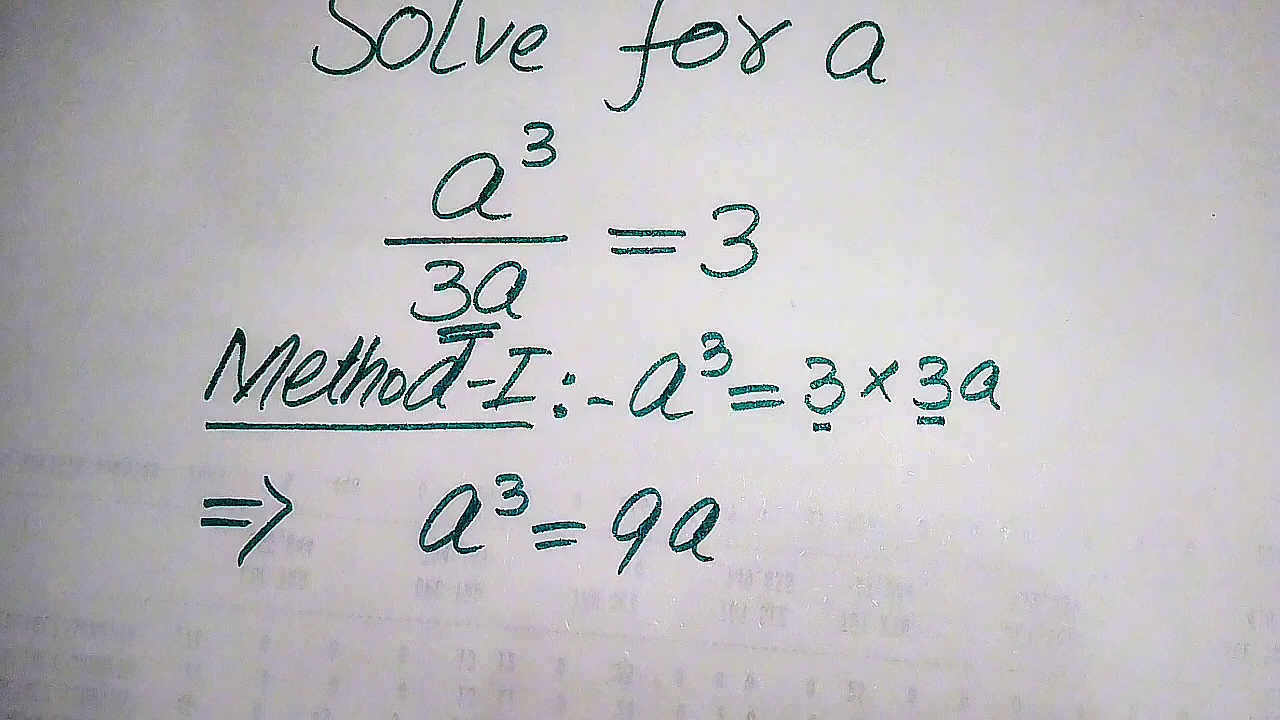 Solve for a
a³/3a = 3
Method-I:- a³ = 3 × 3a
=> a³ = 9a